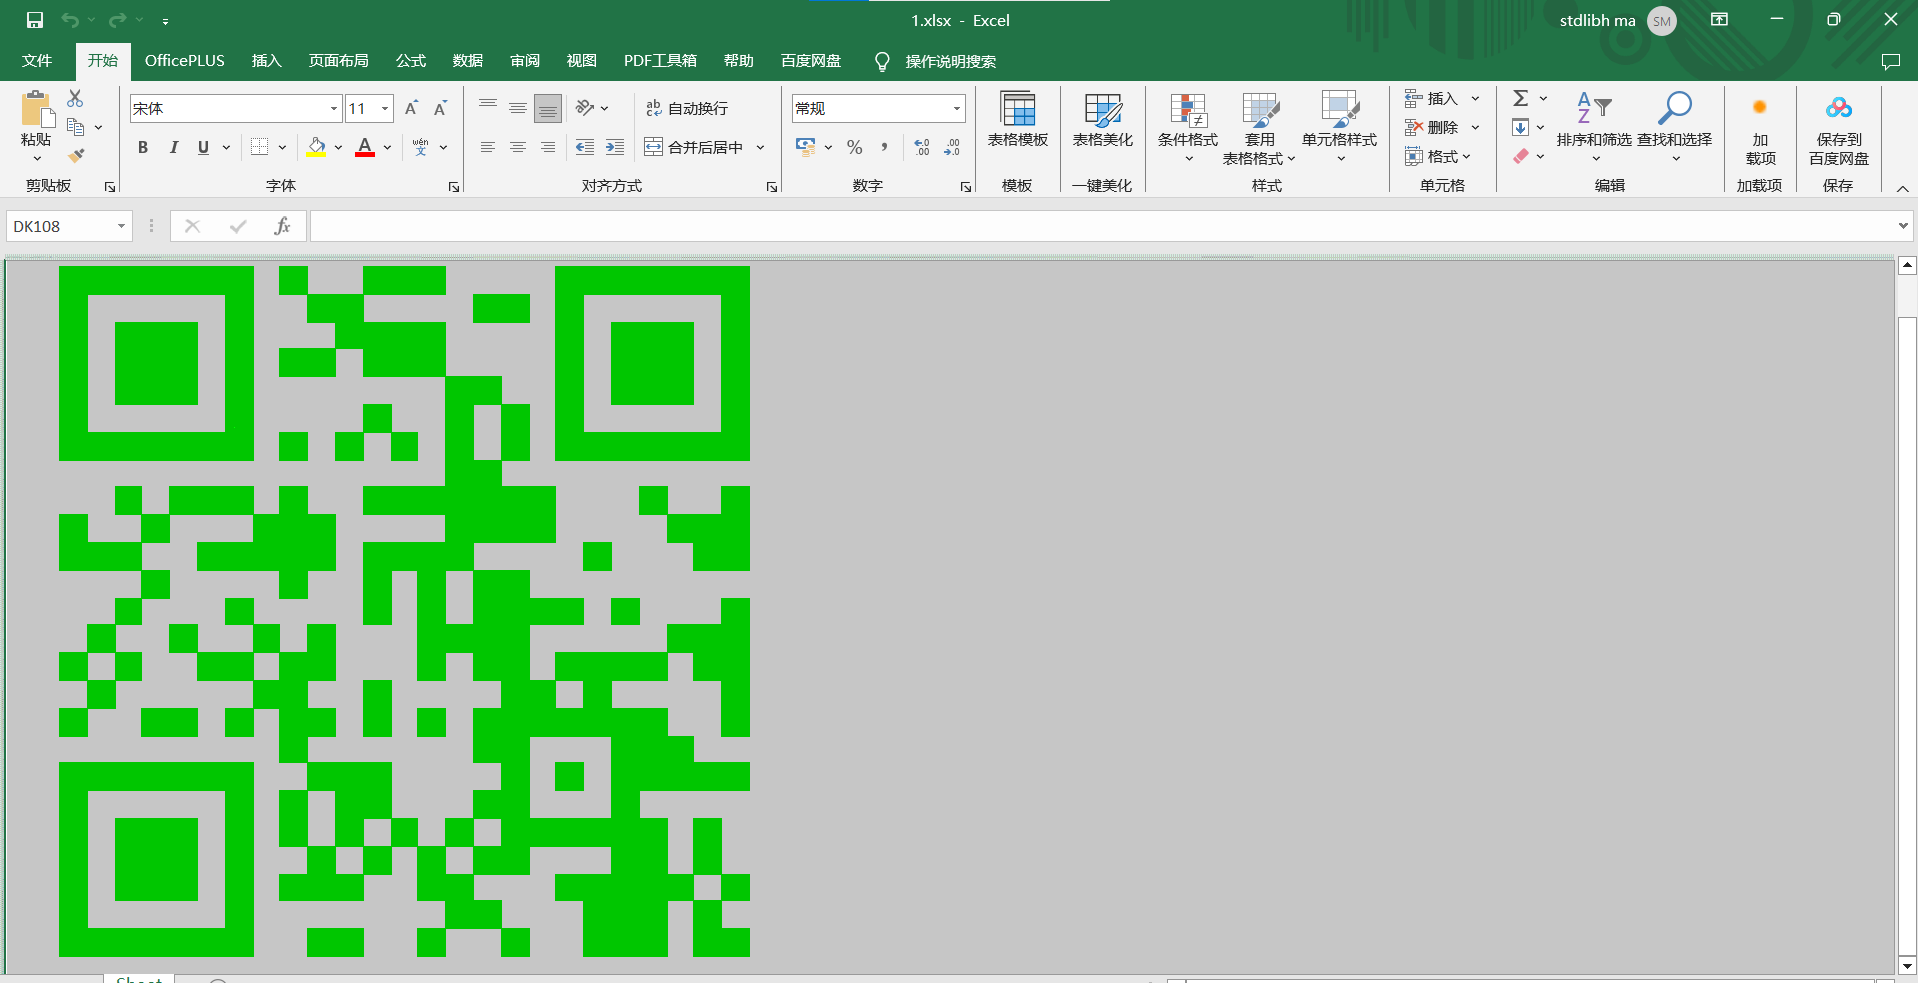 1.xlsx - Excel
stdlibh ma SM
文件 开始 OfficePLUS 插入 页面布局 公式 数据 审阅 视图 PDF工具箱 帮助 百度网盘 操作说明搜索
粘贴
剪贴板
宋体 11
B I U A wén 文
字体
ab 自动换行
合并后居中
对齐方式
常规
% , .00 .00
数字
表格模板
模板
表格美化
一键美化
条件格式
套用
表格格式
单元格样式
样式
插入
删除
格式
单元格
Σ
排序和筛选
查找和选择
编辑
加
载项
加载项
保存到
百度网盘
保存
DK108 fx
Sheet